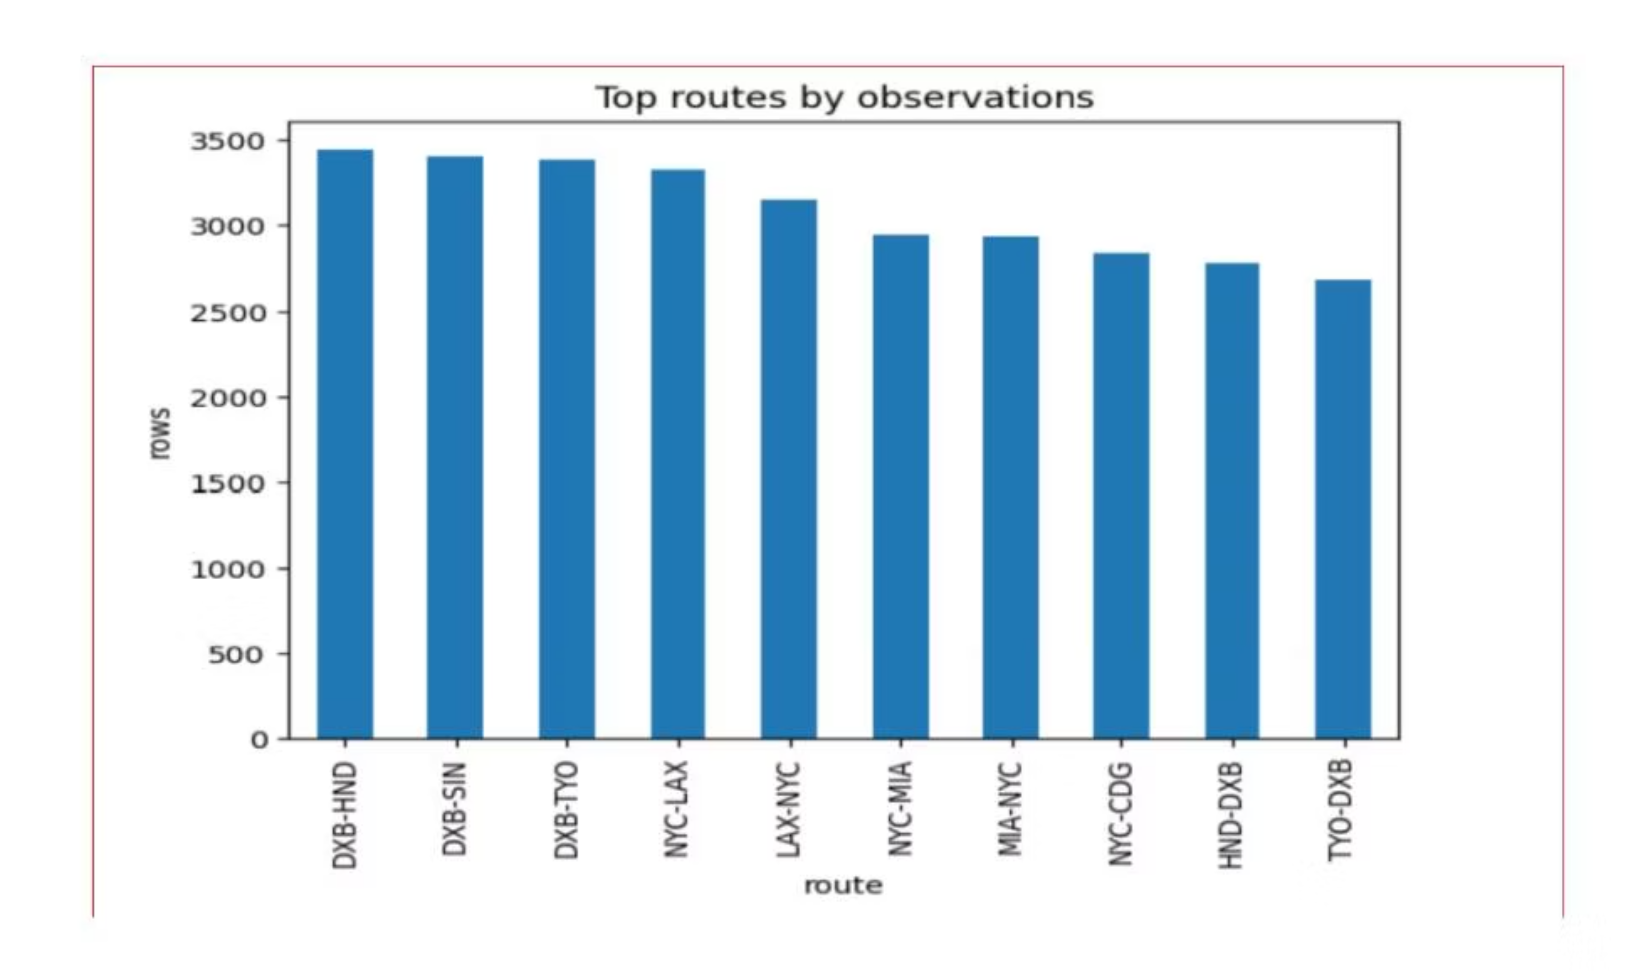 Top routes by observations
3500
3000
2500
2000
1500
1000
500
0
rows
DXB-HND
DXB-SIN
DXB-TYO
NYC-LAX
LAX-NYC
NYC-MIA
MIA-NYC
NYC-CDG
HND-DXB
TYO-DXB
route